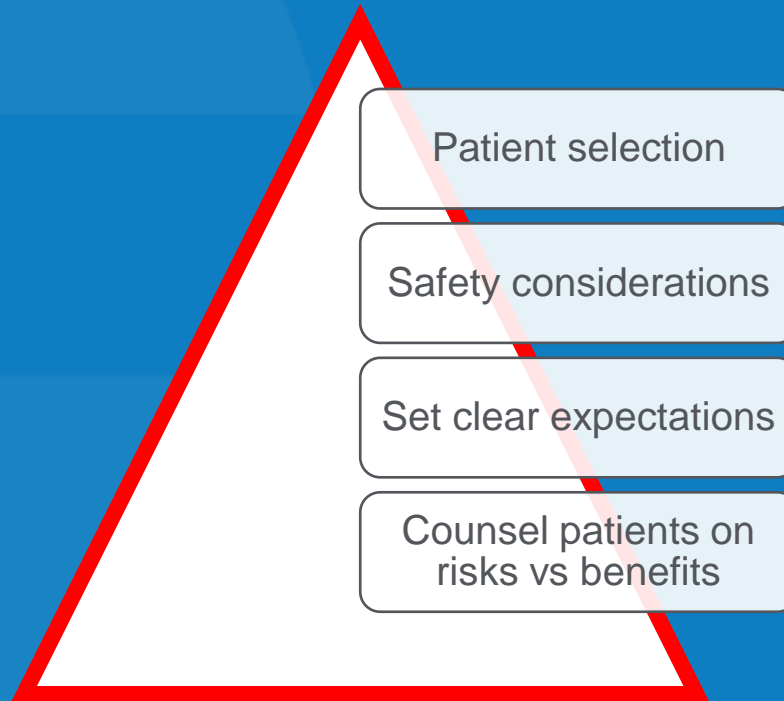 Patient selection
Safety considerations
Set clear expectations
Counsel patients on
risks vs benefits